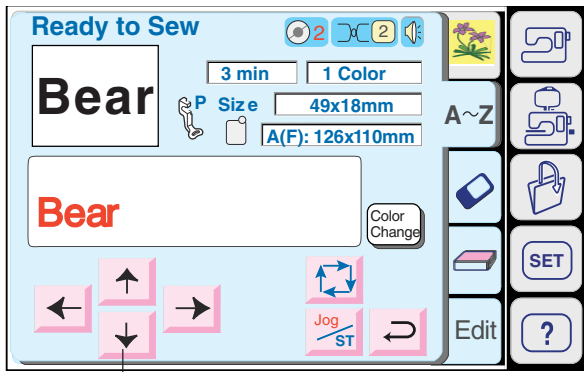 Ready to Sew
2
2
3 min
1 Color
Bear
P
Size
49x18mm
A(F): 126x110mm
A~Z
Bear
Color
Change
SET
Jog
ST
Edit
?